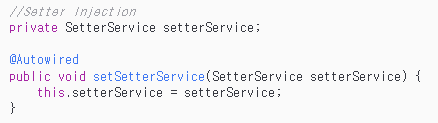 //Setter Injection
private SetterService setterService;

@Autowired
public void setSetterService(SetterService setterService) {
    this.setterService = setterService;
}